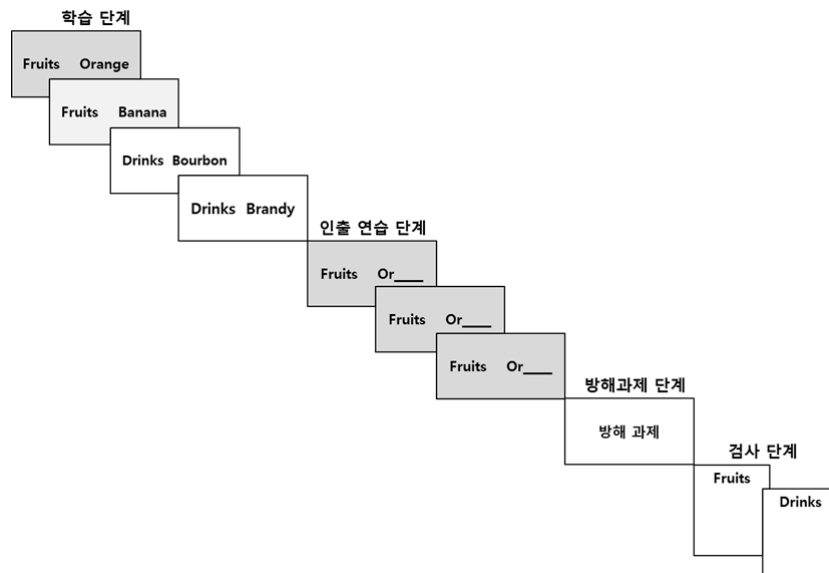 학습 단계
Fruits Orange
Fruits Banana
Drinks Bourbon
Drinks Brandy
인출 연습 단계
Fruits Or____
Fruits Or____
Fruits Or____
방해과제 단계
방해 과제
검사 단계
Fruits
Drinks